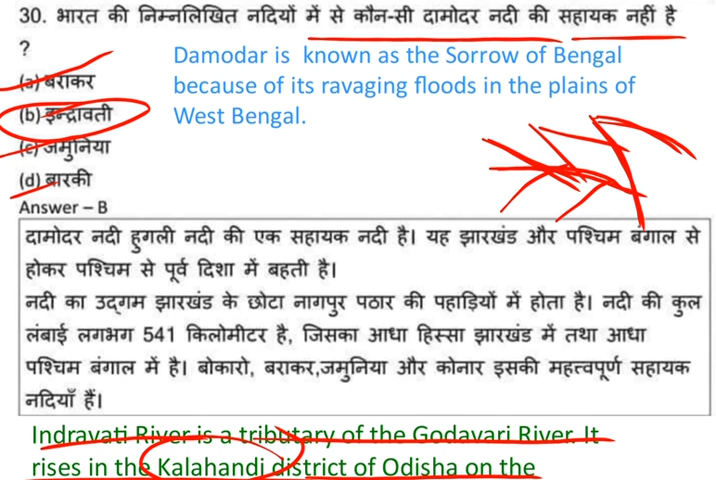 30. भारत की निम्नलिखित नदियों में से कौन-सी दामोदर नदी की सहायक नहीं है
?
Damodar is known as the Sorrow of Bengal
because of its ravaging floods in the plains of
West Bengal.
(a) बराकर
(b) इन्द्रावती
(c) जमुनिया
(d) बारकी
Answer – B
दामोदर नदी हुगली नदी की एक सहायक नदी है। यह झारखंड और पश्चिम बंगाल से
होकर पश्चिम से पूर्व दिशा में बहती है।
नदी का उद्गम झारखंड के छोटा नागपुर पठार की पहाड़ियों में होता है। नदी की कुल
लंबाई लगभग 541 किलोमीटर है, जिसका आधा हिस्सा झारखंड में तथा आधा
पश्चिम बंगाल में है। बोकारो, बराकर,जमुनिया और कोनार इसकी महत्वपूर्ण सहायक
नदियाँ हैं।
Indravati River is a tributary of the Godavari River. It
rises in the Kalahandi district of Odisha on the